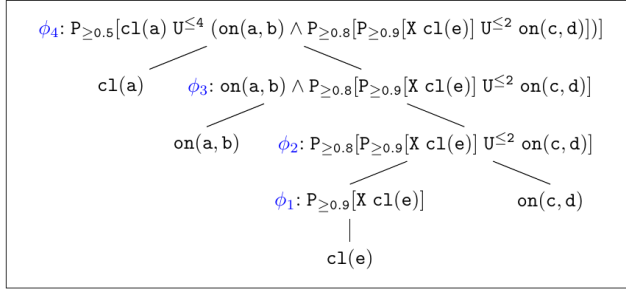 ϕ₄: P≥0.5[cl(a) U≤4 (on(a,b) ∧ P≥0.8[P≥0.9[X cl(e)] U≤2 on(c,d)])]
cl(a) ϕ₃: on(a,b) ∧ P≥0.8[P≥0.9[X cl(e)] U≤2 on(c,d)]
on(a,b) ϕ₂: P≥0.8[P≥0.9[X cl(e)] U≤2 on(c,d)]
ϕ₁: P≥0.9[X cl(e)] on(c,d)
cl(e)